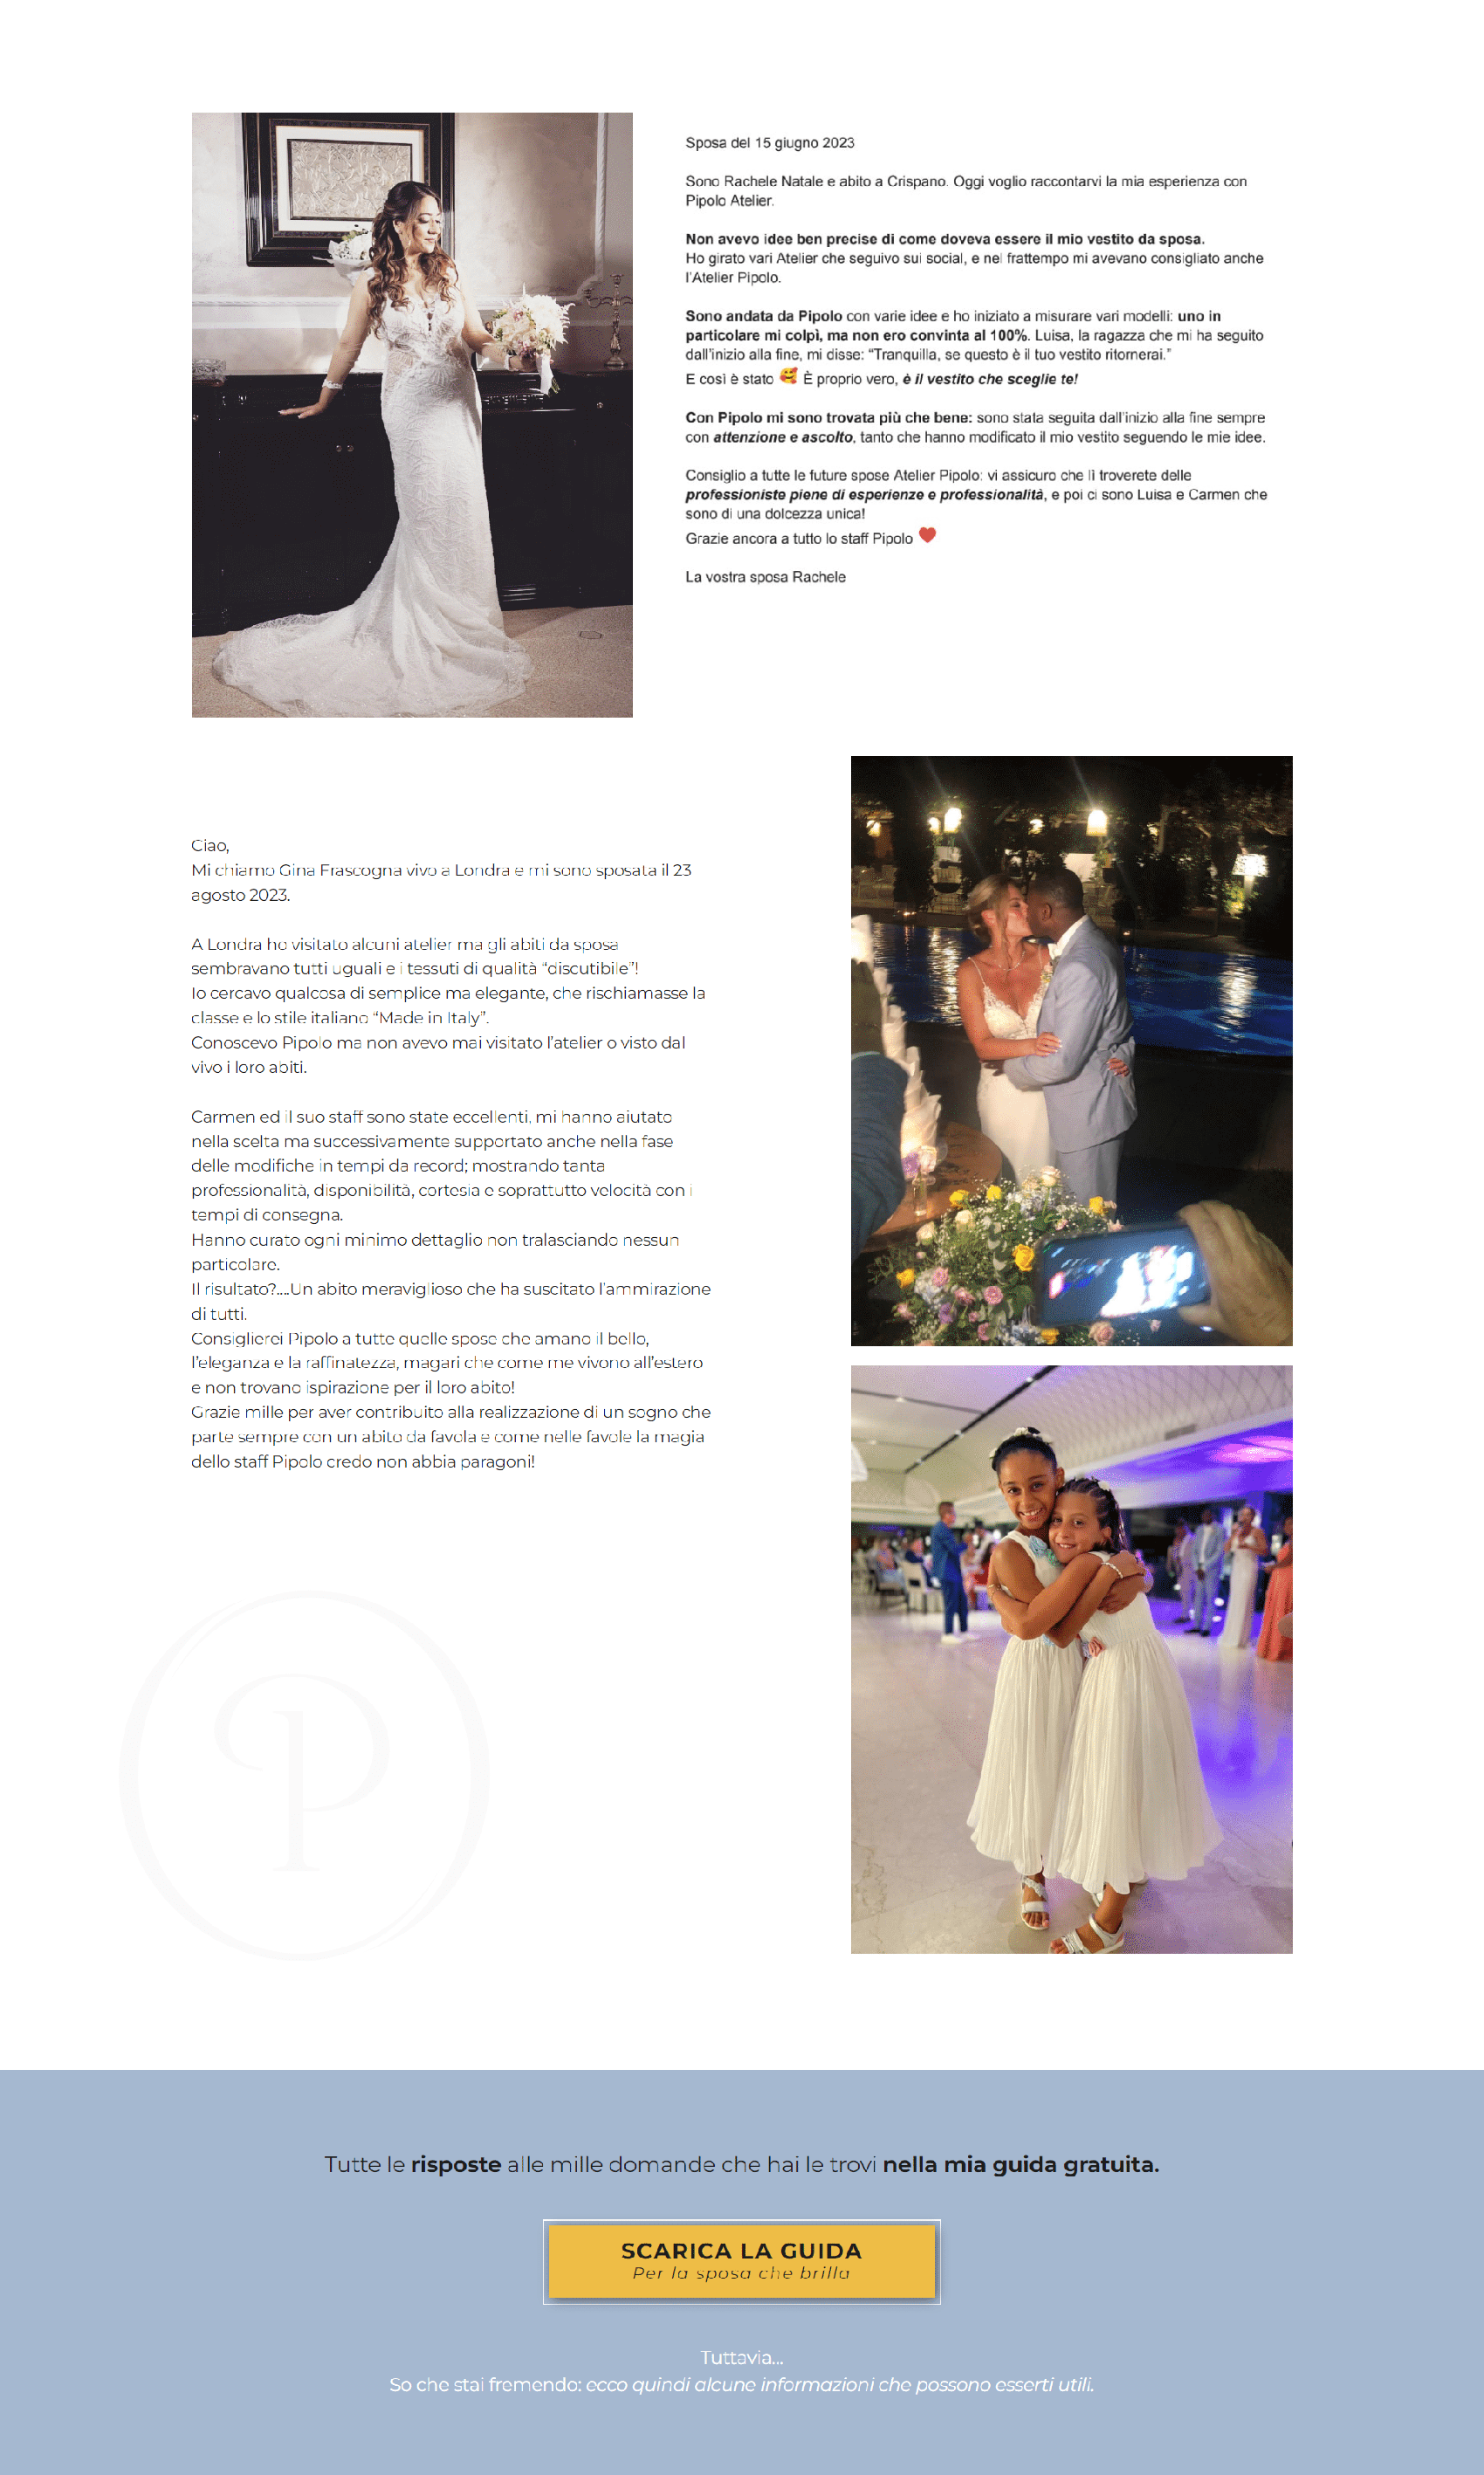 Sposa del 15 giugno 2023
Sono Rachele Natale e abito a Crispano. Oggi voglio raccontarvi la mia esperienza con
Pipolo Atelier.
Non avevo idee ben precise di come doveva essere il mio vestito da sposa.
Ho girato vari Atelier che seguivo sui social, e nel frattempo mi avevano consigliato anche
l'Atelier Pipolo.
Sono andata da Pipolo con varie idee e ho iniziato a misurare vari modelli: uno in
particolare mi colpì, ma non ero convinta al 100%. Luisa, la ragazza che mi ha seguito
dall'inizio alla fine, mi disse: "Tranquilla, se questo è il tuo vestito ritornerai."
E così è stato 🥰 È proprio vero, è il vestito che sceglie te!
Con Pipolo mi sono trovata più che bene: sono stata seguita dall'inizio alla fine sempre
con attenzione e ascolto, tanto che hanno modificato il mio vestito seguendo le mie idee.
Consiglio a tutte le future spose Atelier Pipolo: vi assicuro che lì troverete delle
professioniste piene di esperienze e professionalità, e poi ci sono Luisa e Carmen che
sono di una dolcezza unica!
Grazie ancora a tutto lo staff Pipolo ❤️
La vostra sposa Rachele
Ciao,
Mi chiamo Gina Frascogna vivo a Londra e mi sono sposata il 23
agosto 2023.
A Londra ho visitato alcuni atelier ma gli abiti da sposa
sembravano tutti uguali e i tessuti di qualità “discutibile”!
Io cercavo qualcosa di semplice ma elegante, che rischiamasse la
classe e lo stile italiano “Made in Italy”.
Conoscevo Pipolo ma non avevo mai visitato l’atelier o visto dal
vivo i loro abiti.
Carmen ed il suo staff sono state eccellenti, mi hanno aiutato
nella scelta ma successivamente supportato anche nella fase
delle modifiche in tempi da record; mostrando tanta
professionalità, disponibilità, cortesia e soprattutto velocità con i
tempi di consegna.
Hanno curato ogni minimo dettaglio non tralasciando nessun
particolare.
Il risultato?....Un abito meraviglioso che ha suscitato l’ammirazione
di tutti.
Consiglierei Pipolo a tutte quelle spose che amano il bello,
l’eleganza e la raffinatezza, magari che come me vivono all’estero
e non trovano ispirazione per il loro abito!
Grazie mille per aver contribuito alla realizzazione di un sogno che
parte sempre con un abito da favola e come nelle favole la magia
dello staff Pipolo credo non abbia paragoni!
P
Tutte le risposte alle mille domande che hai le trovi nella mia guida gratuita.
SCARICA LA GUIDA
Per la sposa che brilla
Tuttavia...
So che stai fremendo: ecco quindi alcune informazioni che possono esserti utili.